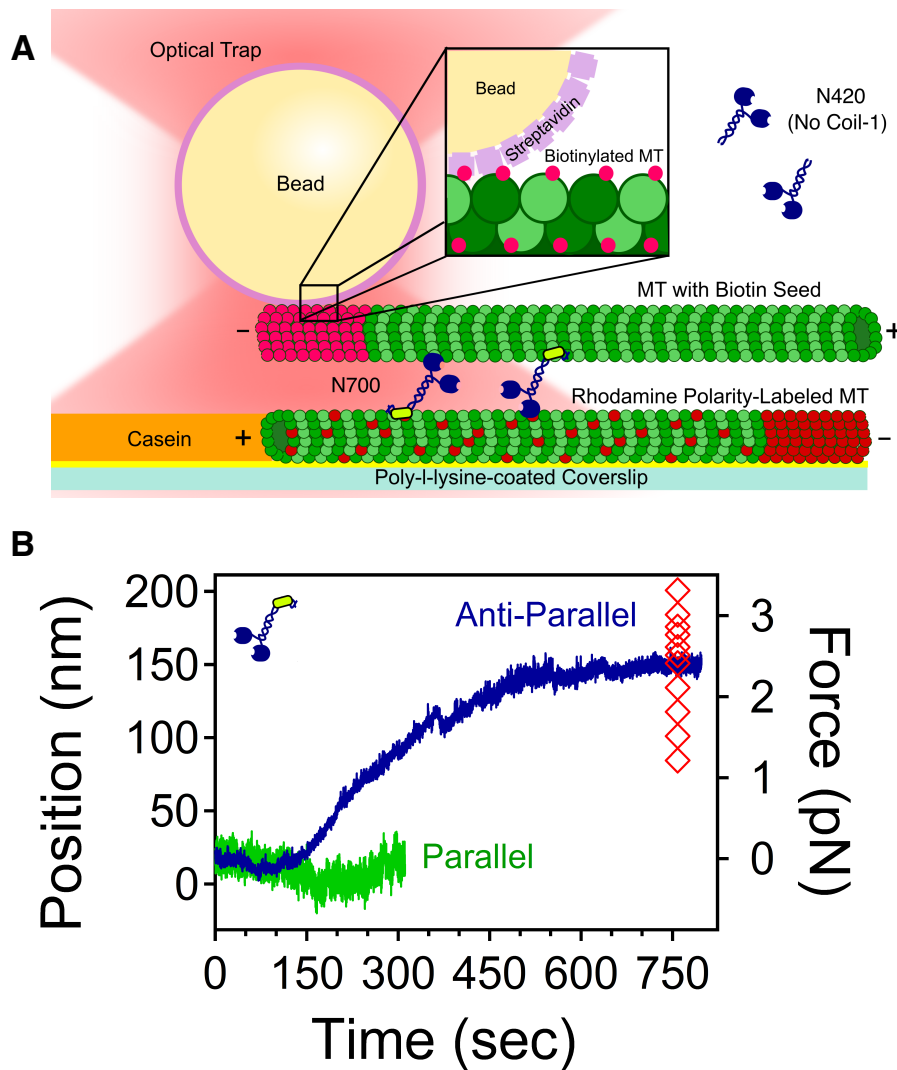 A
Optical Trap
Bead
Bead
Streptavidin
Biotinylated MT
N420
(No Coil-1)
MT with Biotin Seed
–
+
N700
Rhodamine Polarity-Labeled MT
Casein
+
–
Poly-l-lysine-coated Coverslip
B
Position (nm)
200
150
100
50
0
Anti-Parallel
Parallel
3
2
1
0
Force (pN)
0 150 300 450 600 750
Time (sec)